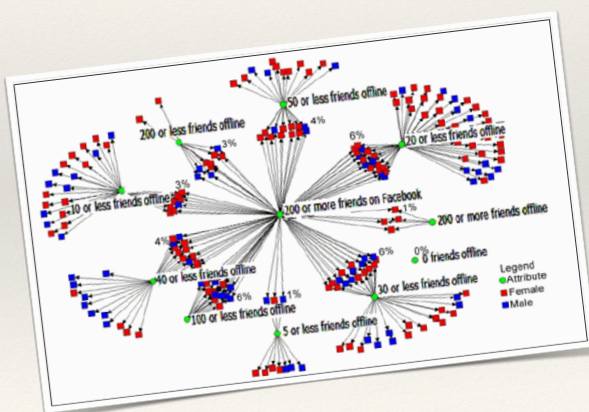 50 or less friends offline
4%
200 or less friends offline
3%
6%
20 or less friends offline
10 or less friends offline
3%
200 or more friends on Facebook
1%
200 or more friends offline
4%
40 or less friends offline
6%
0%
0 friends offline
30 or less friends offline
6%
1%
100 or less friends offline
5 or less friends offline
Legend
Attribute
Female
Male